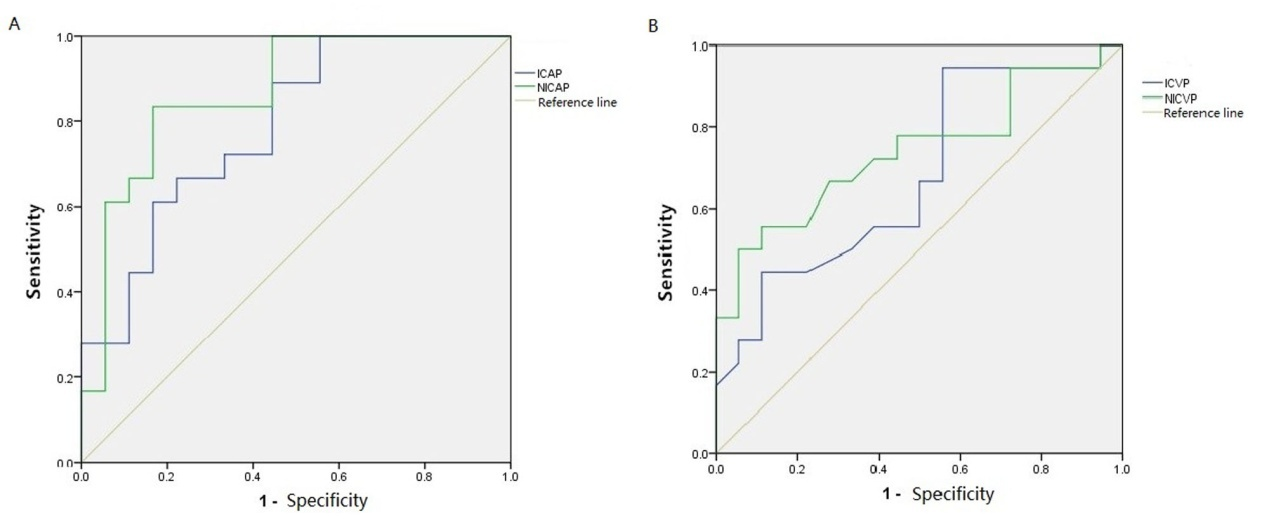 A
1.0
0.8
0.6
0.4
0.2
0.0
0.0 0.2 0.4 0.6 0.8 1.0
Sensitivity
1 - Specificity
ICAP
NICAP
Reference line
B
1.0
0.8
0.6
0.4
0.2
0.0
0.0 0.2 0.4 0.6 0.8 1.0
Sensitivity
1 - Specificity
ICVP
NICVP
Reference line